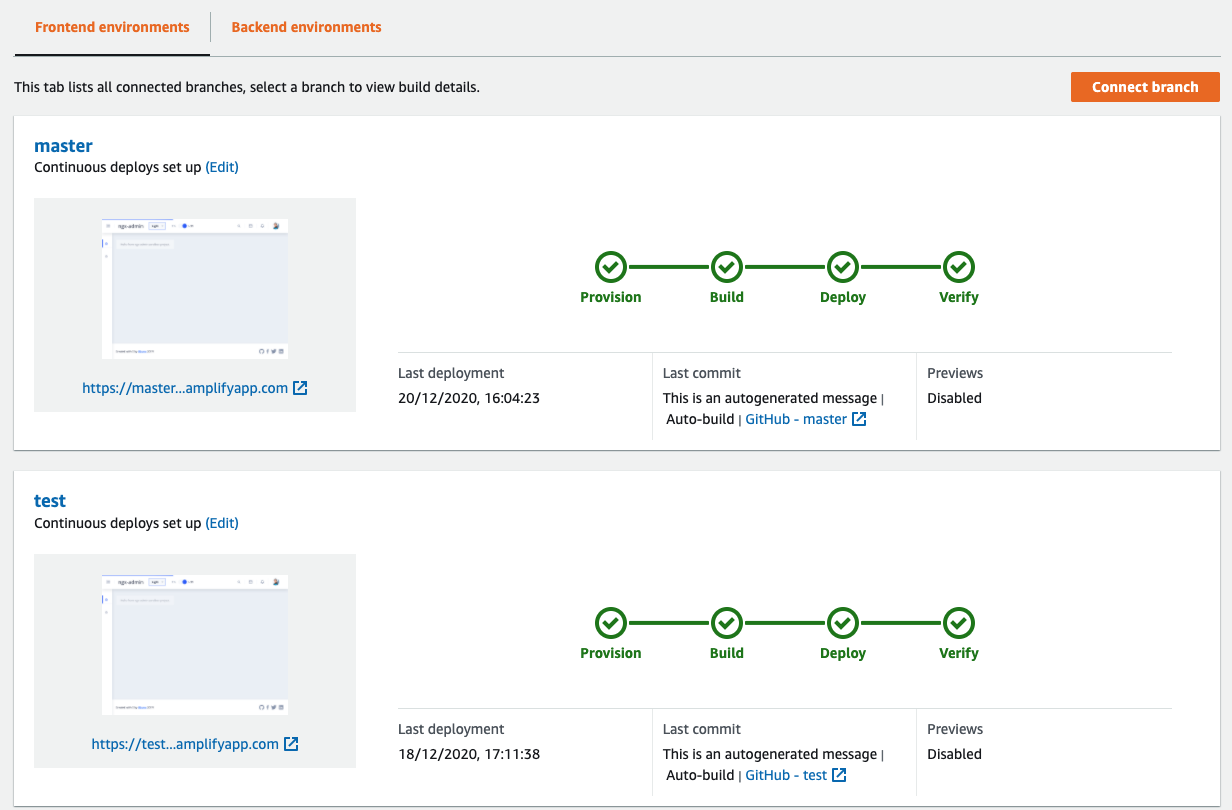 Frontend environments
Backend environments
This tab lists all connected branches, select a branch to view build details.
Connect branch
master
Continuous deploys set up (Edit)
ngx-admin
https://master...amplifyapp.com
Provision
Build
Deploy
Verify
Last deployment
20/12/2020, 16:04:23
Last commit
This is an autogenerated message |
Auto-build | GitHub - master
Previews
Disabled
test
Continuous deploys set up (Edit)
ngx-admin
https://test...amplifyapp.com
Provision
Build
Deploy
Verify
Last deployment
18/12/2020, 17:11:38
Last commit
This is an autogenerated message |
Auto-build | GitHub - test
Previews
Disabled